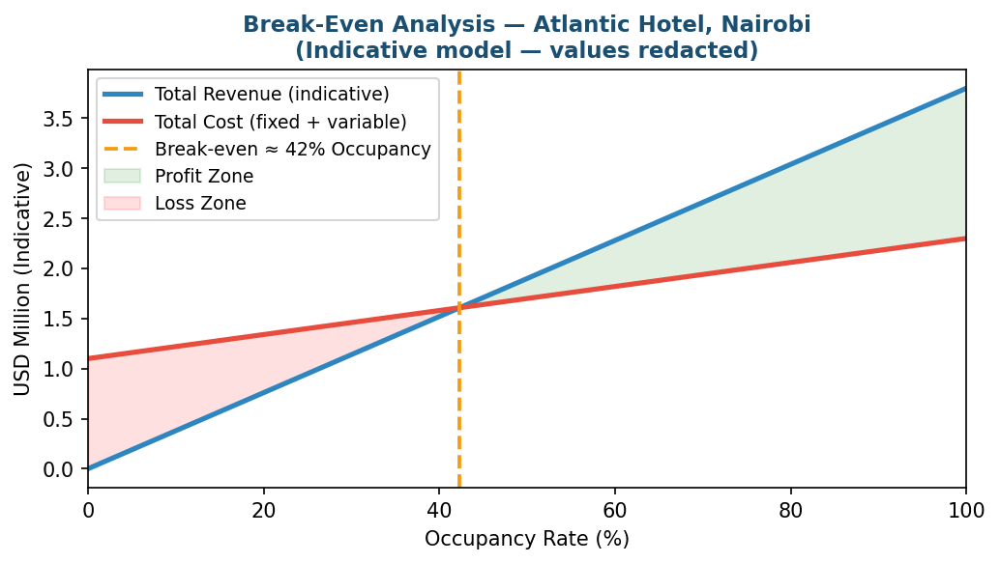 Break-Even Analysis — Atlantic Hotel, Nairobi
(Indicative model — values redacted)
Total Revenue (indicative)
Total Cost (fixed + variable)
Break-even ≈ 42% Occupancy
Profit Zone
Loss Zone
USD Million (Indicative)
3.5
3.0
2.5
2.0
1.5
1.0
0.5
0.0
0 20 40 60 80 100
Occupancy Rate (%)